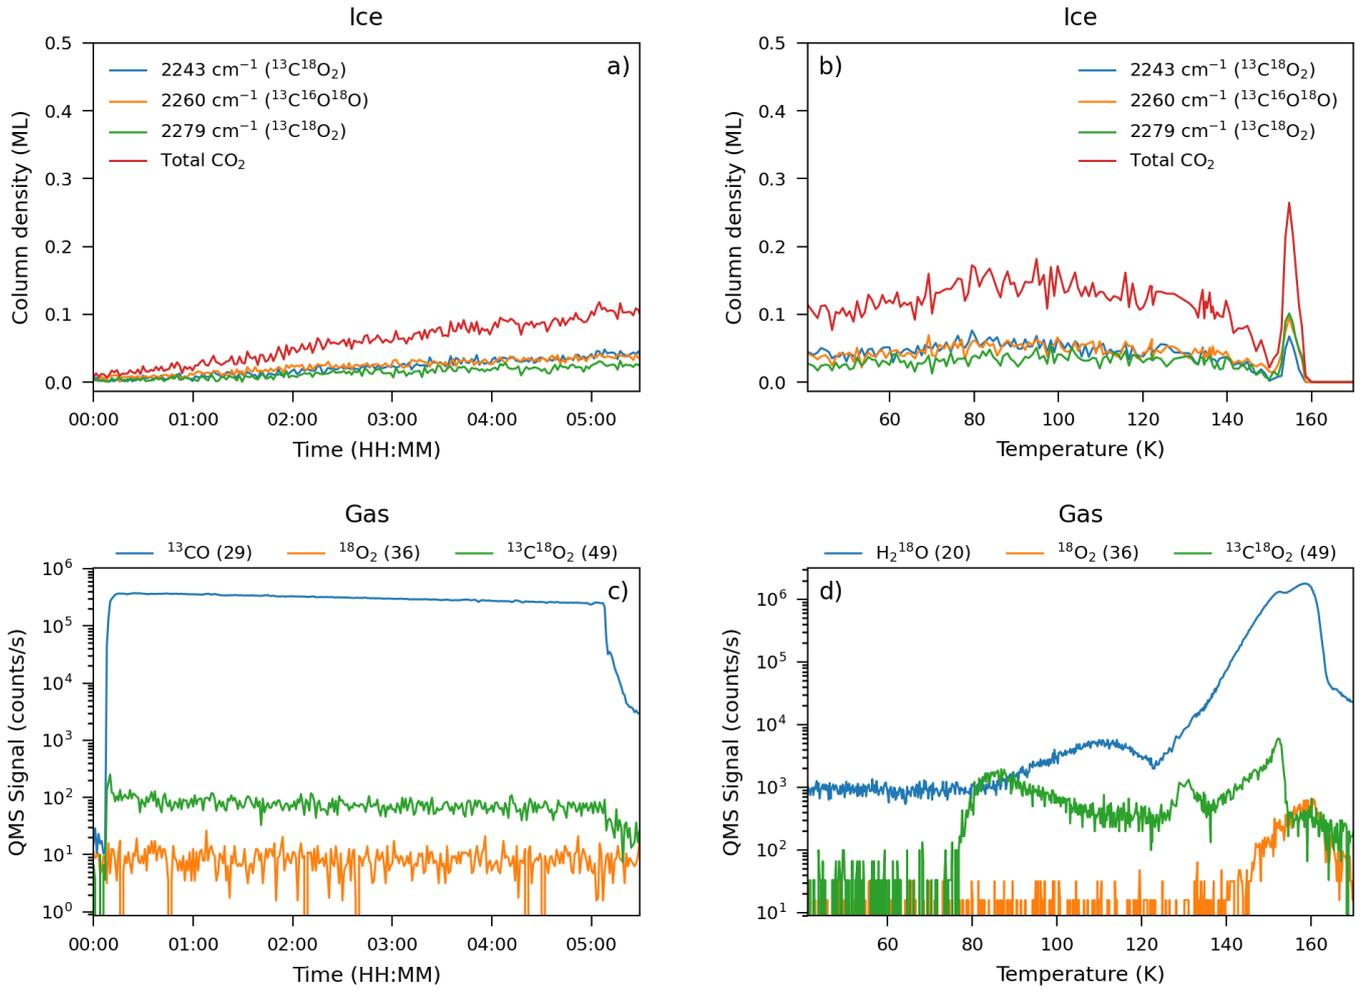 Ice
a)
2243 cm⁻¹ (¹³C¹⁸O₂)
2260 cm⁻¹ (¹³C¹⁶O¹⁸O)
2279 cm⁻¹ (¹³C¹⁸O₂)
Total CO₂
Column density (ML)
0.5
0.4
0.3
0.2
0.1
0.0
00:00 01:00 02:00 03:00 04:00 05:00
Time (HH:MM)
Ice
b)
2243 cm⁻¹ (¹³C¹⁸O₂)
2260 cm⁻¹ (¹³C¹⁶O¹⁸O)
2279 cm⁻¹ (¹³C¹⁸O₂)
Total CO₂
Column density (ML)
0.5
0.4
0.3
0.2
0.1
0.0
60 80 100 120 140 160
Temperature (K)
Gas
¹³CO (29) ¹⁸O₂ (36) ¹³C¹⁸O₂ (49)
c)
QMS Signal (counts/s)
10⁶
10⁵
10⁴
10³
10²
10¹
10⁰
00:00 01:00 02:00 03:00 04:00 05:00
Time (HH:MM)
Gas
H₂¹⁸O (20) ¹⁸O₂ (36) ¹³C¹⁸O₂ (49)
d)
QMS Signal (counts/s)
10⁶
10⁵
10⁴
10³
10²
10¹
60 80 100 120 140 160
Temperature (K)